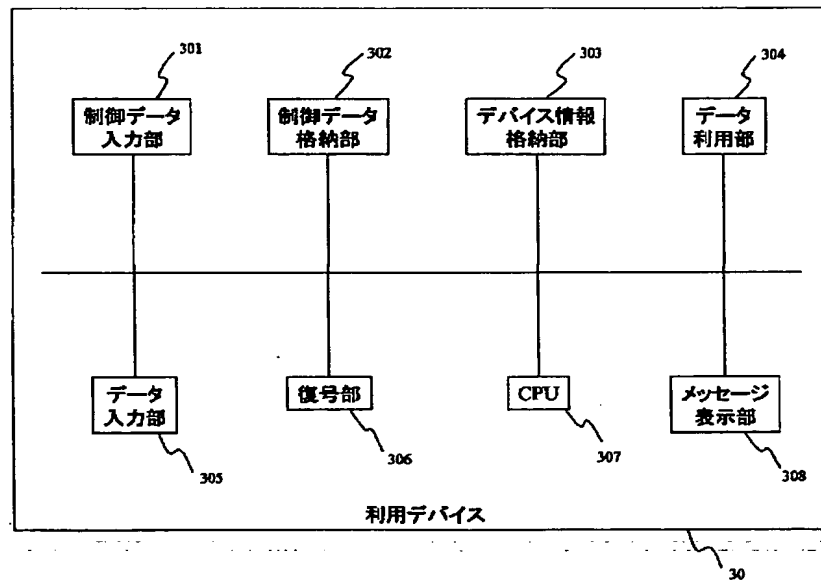 301
302
303
304
制御データ
入力部
制御データ
格納部
デバイス情報
格納部
データ
利用部
データ
入力部
復号部
CPU
メッセージ
表示部
305
306
307
308
利用デバイス
30